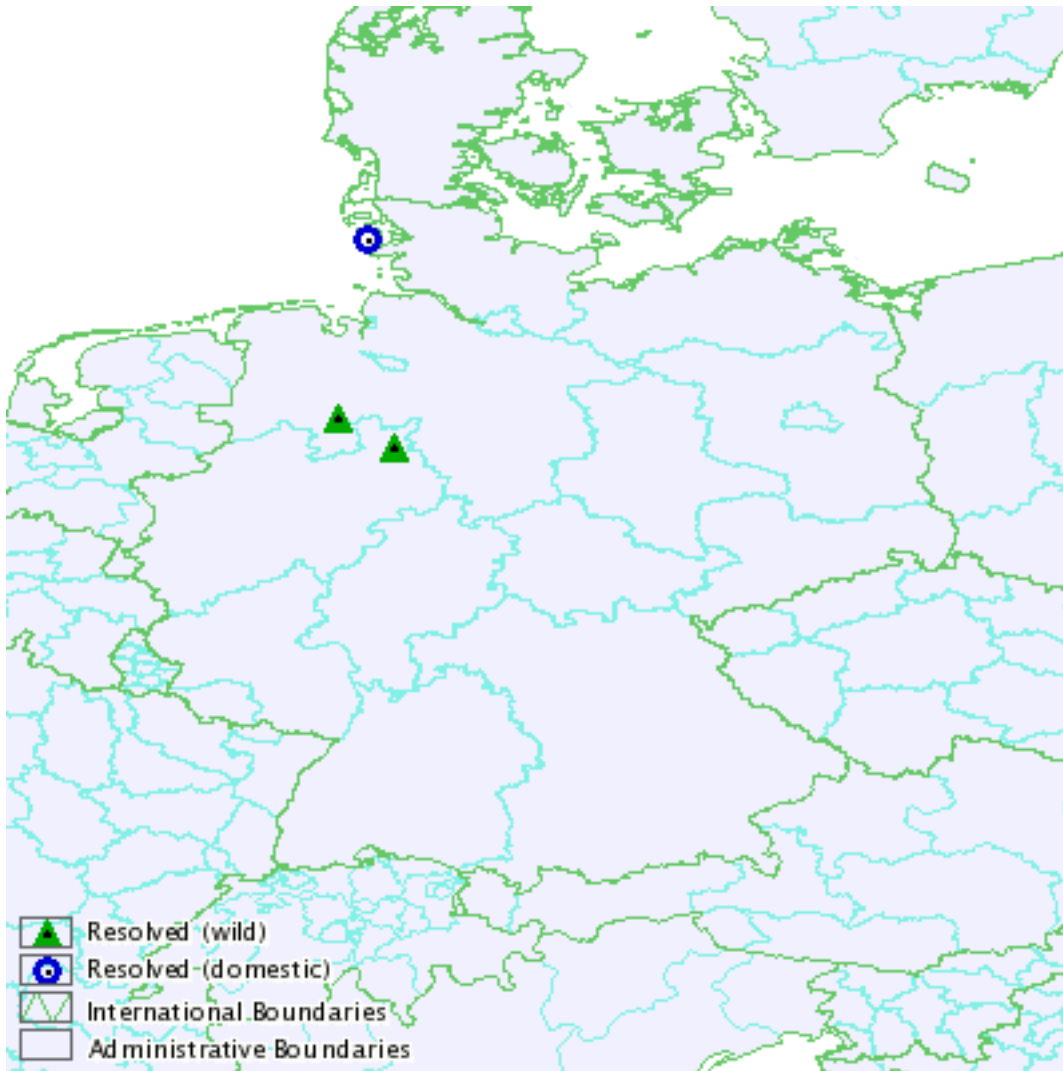 Resolved (wild)
Resolved (domestic)
International Boundaries
Administrative Boundaries